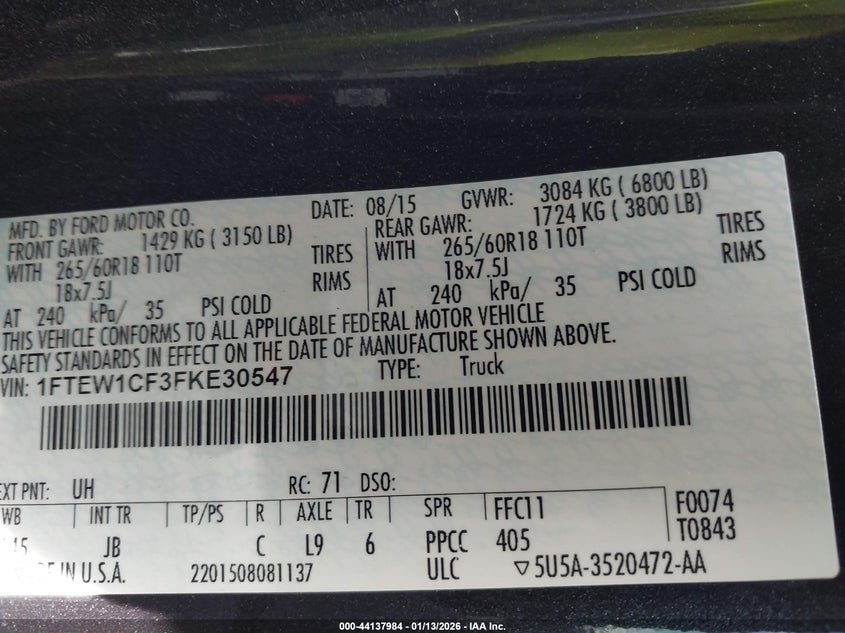 MFD. BY FORD MOTOR CO. DATE: 08/15 GVWR: 3084 KG ( 6800 LB)
FRONT GAWR: 1429 KG ( 3150 LB) REAR GAWR: 1724 KG ( 3800 LB)
WITH 265/60R18 110T TIRES WITH 265/60R18 110T TIRES
18x7.5J RIMS 18x7.5J RIMS
AT 240 kPa/ 35 PSI COLD AT 240 kPa/ 35 PSI COLD
THIS VEHICLE CONFORMS TO ALL APPLICABLE FEDERAL MOTOR VEHICLE
SAFETY STANDARDS IN EFFECT ON THE DATE OF MANUFACTURE SHOWN ABOVE.
VIN: 1FTEW1CF3FKE30547 TYPE: Truck
EXT PNT: UH RC: 71 DSO:
WB INT TR TP/PS R AXLE TR SPR FFC11 F0074
JB C L9 6 PPCC 405 T0843
IN U.S.A. 2201508081137 ULC ▽5U5A-3520472-AA
000-44137984 - 01/13/2026 - IAA Inc.